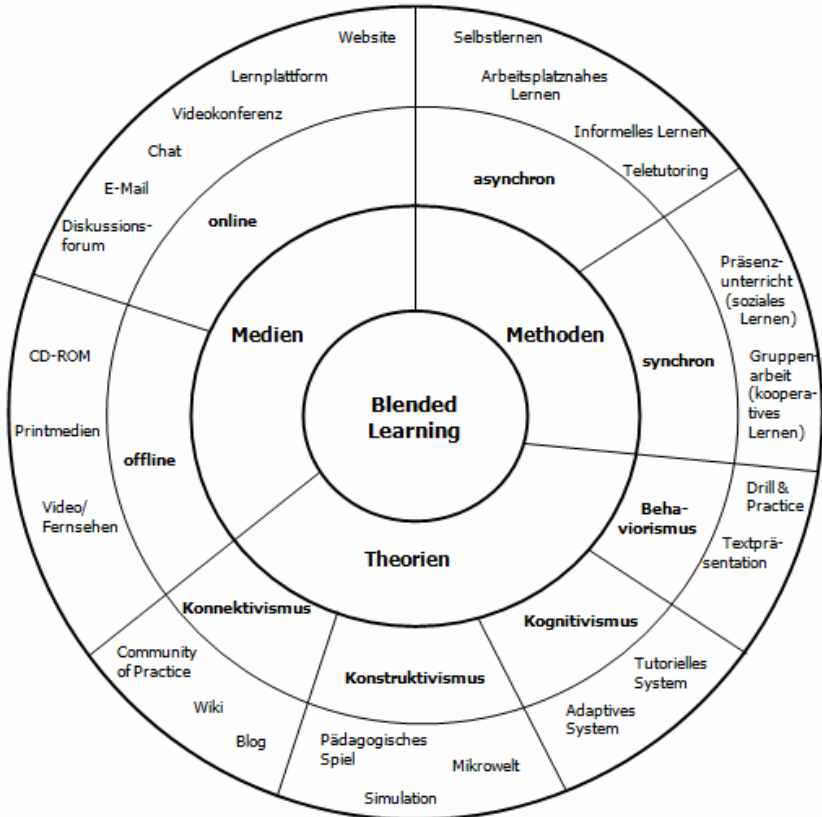 Website
Selbstlernen
Lernplattform
Arbeitsplatznahes
Lernen
Videokonferenz
Informelles Lernen
Chat
Teletutoring
E-Mail
asynchron
Diskussions-
forum
online
Präsenz-
unterricht
(soziales
Lernen)
Medien
Methoden
CD-ROM
synchron
Gruppen-
arbeit
(koopera-
tives
Lernen)
Blended
Learning
Printmedien
offline
Video/
Fernsehen
Drill &
Practice
Beha-
viorismus
Textprä-
sentation
Theorien
Konnektivismus
Kognitivismus
Community
of Practice
Konstruktivismus
Tutorielles
System
Wiki
Adaptives
System
Blog
Pädagogisches
Spiel
Mikrowelt
Simulation